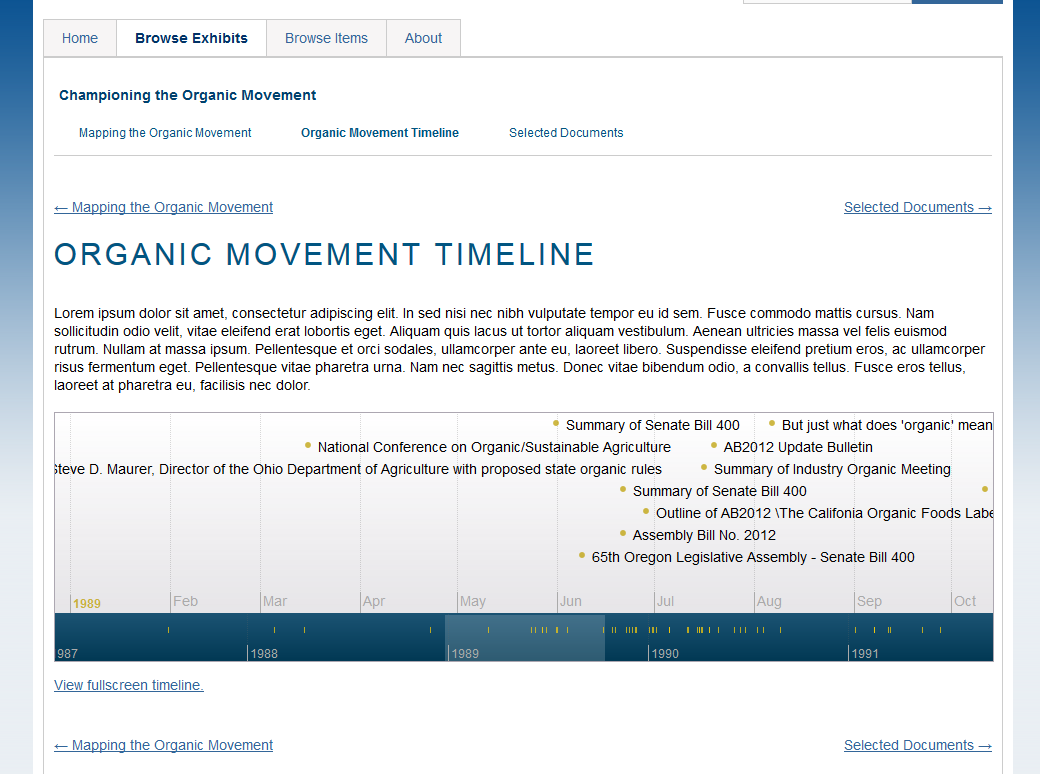 Home Browse Exhibits Browse Items About
Championing the Organic Movement
Mapping the Organic Movement Organic Movement Timeline Selected Documents
← Mapping the Organic Movement Selected Documents →
ORGANIC MOVEMENT TIMELINE
Lorem ipsum dolor sit amet, consectetur adipiscing elit. In sed nisi nec nibh vulputate tempor eu id sem. Fusce commodo mattis cursus. Nam
sollicitudin odio velit, vitae eleifend erat lobortis eget. Aliquam quis lacus ut tortor aliquam vestibulum. Aenean ultricies massa vel felis euismod
rutrum. Nullam at massa ipsum. Pellentesque et orci sodales, ullamcorper ante eu, laoreet libero. Suspendisse eleifend pretium eros, ac ullamcorper
risus fermentum eget. Pellentesque vitae pharetra urna. Nam nec sagittis metus. Donec vitae bibendum odio, a convallis tellus. Fusce eros tellus,
laoreet at pharetra eu, facilisis nec dolor.
Summary of Senate Bill 400 But just what does 'organic' mean
National Conference on Organic/Sustainable Agriculture AB2012 Update Bulletin
Steve D. Maurer, Director of the Ohio Department of Agriculture with proposed state organic rules Summary of Industry Organic Meeting
Summary of Senate Bill 400
Outline of AB2012 \The Califonia Organic Foods Labe
Assembly Bill No. 2012
65th Oregon Legislative Assembly - Senate Bill 400
1989 Feb Mar Apr May Jun Jul Aug Sep Oct
987 1988 1989 1990 1991
View fullscreen timeline.
← Mapping the Organic Movement Selected Documents →